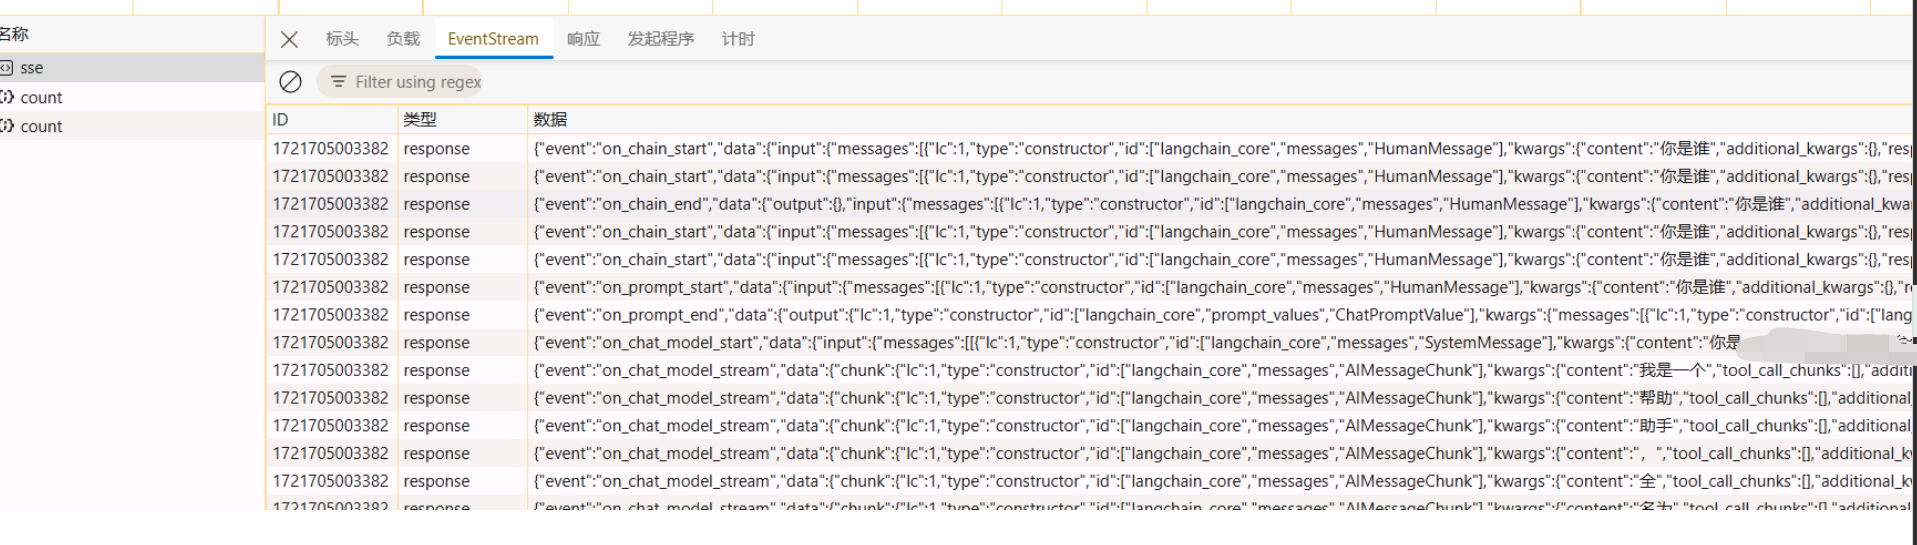 名称
标头 负载 EventStream 响应 发起程序 计时
sse
Filter using regex
count
count
ID 类型 数据
1721705003382 response {"event":"on_chain_start","data":{"input":{"messages":[{"lc":1,"type":"constructor","id":["langchain_core","messages","HumanMessage"],"kwargs":{"content":"你是谁","additional_kwargs":{},"resp
1721705003382 response {"event":"on_chain_start","data":{"input":{"messages":[{"lc":1,"type":"constructor","id":["langchain_core","messages","HumanMessage"],"kwargs":{"content":"你是谁","additional_kwargs":{},"resp
1721705003382 response {"event":"on_chain_end","data":{"output":{},"input":{"messages":[{"lc":1,"type":"constructor","id":["langchain_core","messages","HumanMessage"],"kwargs":{"content":"你是谁","additional_kwa
1721705003382 response {"event":"on_chain_start","data":{"input":{"messages":[{"lc":1,"type":"constructor","id":["langchain_core","messages","HumanMessage"],"kwargs":{"content":"你是谁","additional_kwargs":{},"resp
1721705003382 response {"event":"on_chain_start","data":{"input":{"messages":[{"lc":1,"type":"constructor","id":["langchain_core","messages","HumanMessage"],"kwargs":{"content":"你是谁","additional_kwargs":{},"resp
1721705003382 response {"event":"on_prompt_start","data":{"input":{"messages":[{"lc":1,"type":"constructor","id":["langchain_core","messages","HumanMessage"],"kwargs":{"content":"你是谁","additional_kwargs":{},"r
1721705003382 response {"event":"on_prompt_end","data":{"output":{"lc":1,"type":"constructor","id":["langchain_core","prompt_values","ChatPromptValue"],"kwargs":{"messages":[{"lc":1,"type":"constructor","id":["lang
1721705003382 response {"event":"on_chat_model_start","data":{"input":{"messages":[[{"lc":1,"type":"constructor","id":["langchain_core","messages","SystemMessage"],"kwargs":{"content":"你是
1721705003382 response {"event":"on_chat_model_stream","data":{"chunk":{"lc":1,"type":"constructor","id":["langchain_core","messages","AIMessageChunk"],"kwargs":{"content":"我是一个","tool_call_chunks":[],"additi
1721705003382 response {"event":"on_chat_model_stream","data":{"chunk":{"lc":1,"type":"constructor","id":["langchain_core","messages","AIMessageChunk"],"kwargs":{"content":"帮助","tool_call_chunks":[],"additional_
1721705003382 response {"event":"on_chat_model_stream","data":{"chunk":{"lc":1,"type":"constructor","id":["langchain_core","messages","AIMessageChunk"],"kwargs":{"content":"助手","tool_call_chunks":[],"additional_
1721705003382 response {"event":"on_chat_model_stream","data":{"chunk":{"lc":1,"type":"constructor","id":["langchain_core","messages","AIMessageChunk"],"kwargs":{"content":"，","tool_call_chunks":[],"additional_k
1721705003382 response {"event":"on_chat_model_stream","data":{"chunk":{"lc":1,"type":"constructor","id":["langchain_core","messages","AIMessageChunk"],"kwargs":{"content":"全","tool_call_chunks":[],"additional_k
1721705003382 response {"event":"on_chat_model_stream","data":{"chunk":{"lc":1,"type":"constructor","id":["langchain_core","messages","AIMessageChunk"],"kwargs":{"content":"名为","tool_call_chunks":[],"additional